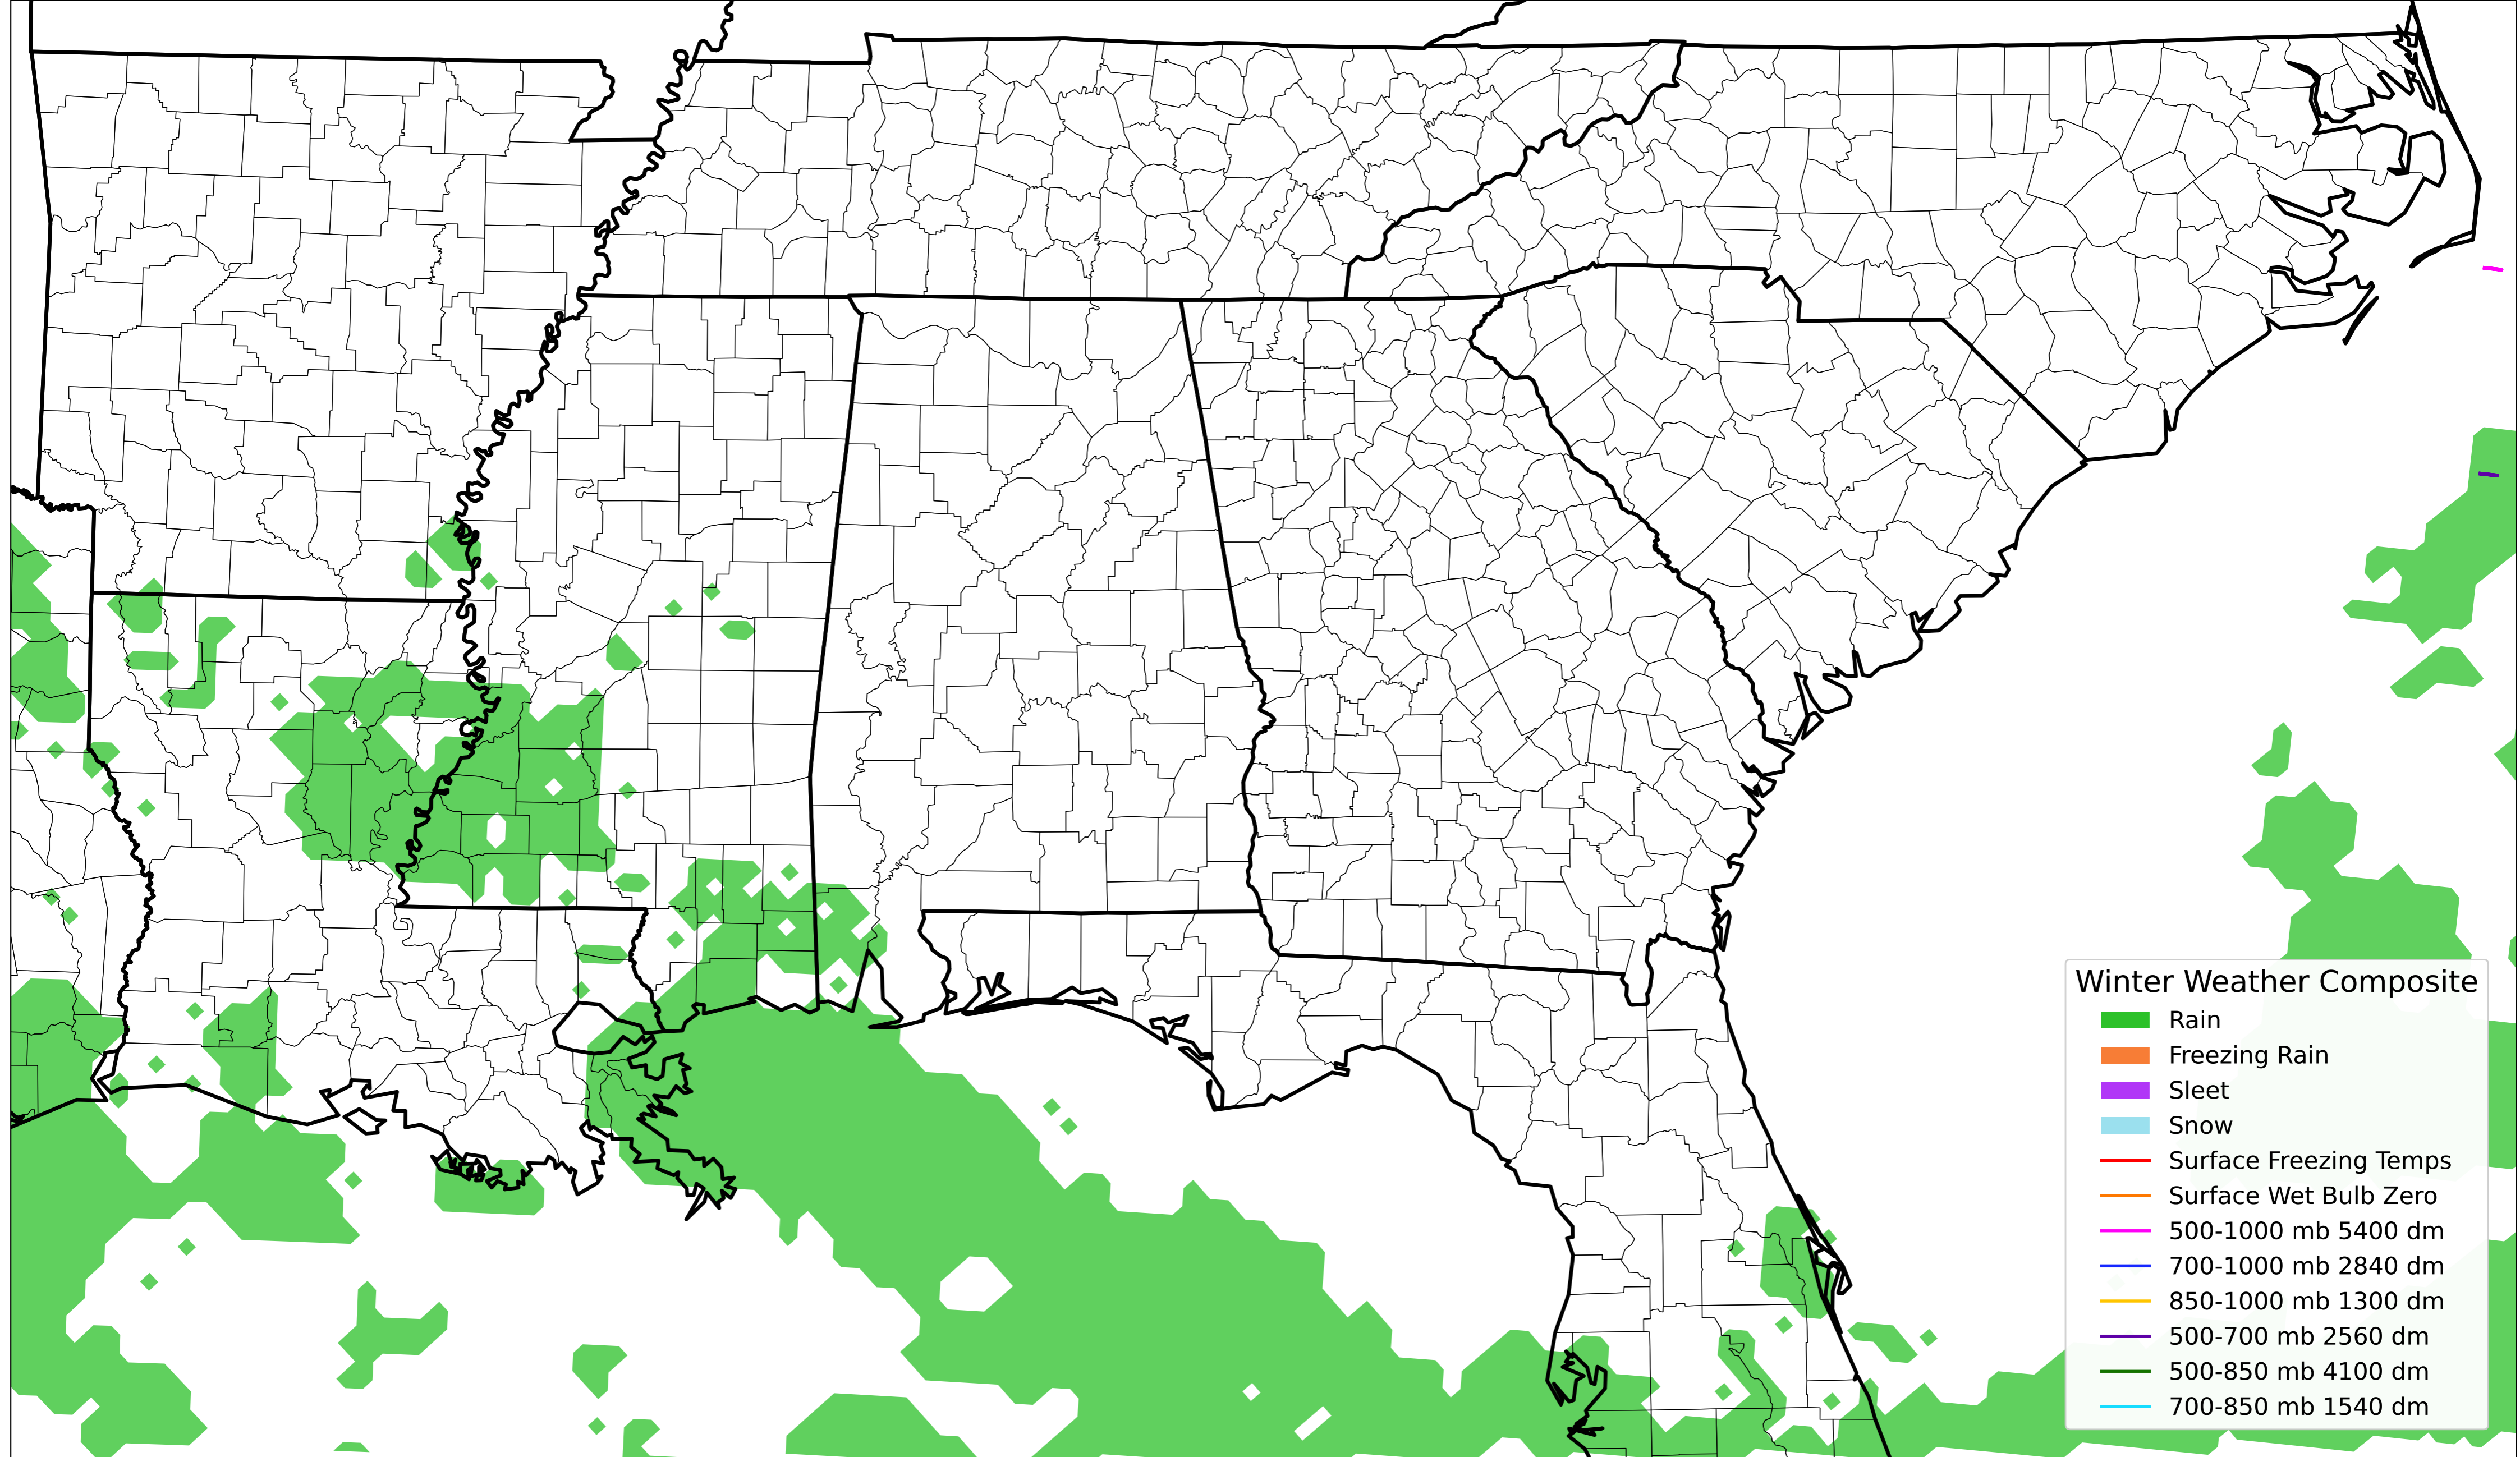 Winter Weather Composite
Rain
Freezing Rain
Sleet
Snow
Surface Freezing Temps
Surface Wet Bulb Zero
500-1000 mb 5400 dm
700-1000 mb 2840 dm
850-1000 mb 1300 dm
500-700 mb 2560 dm
500-850 mb 4100 dm
700-850 mb 1540 dm